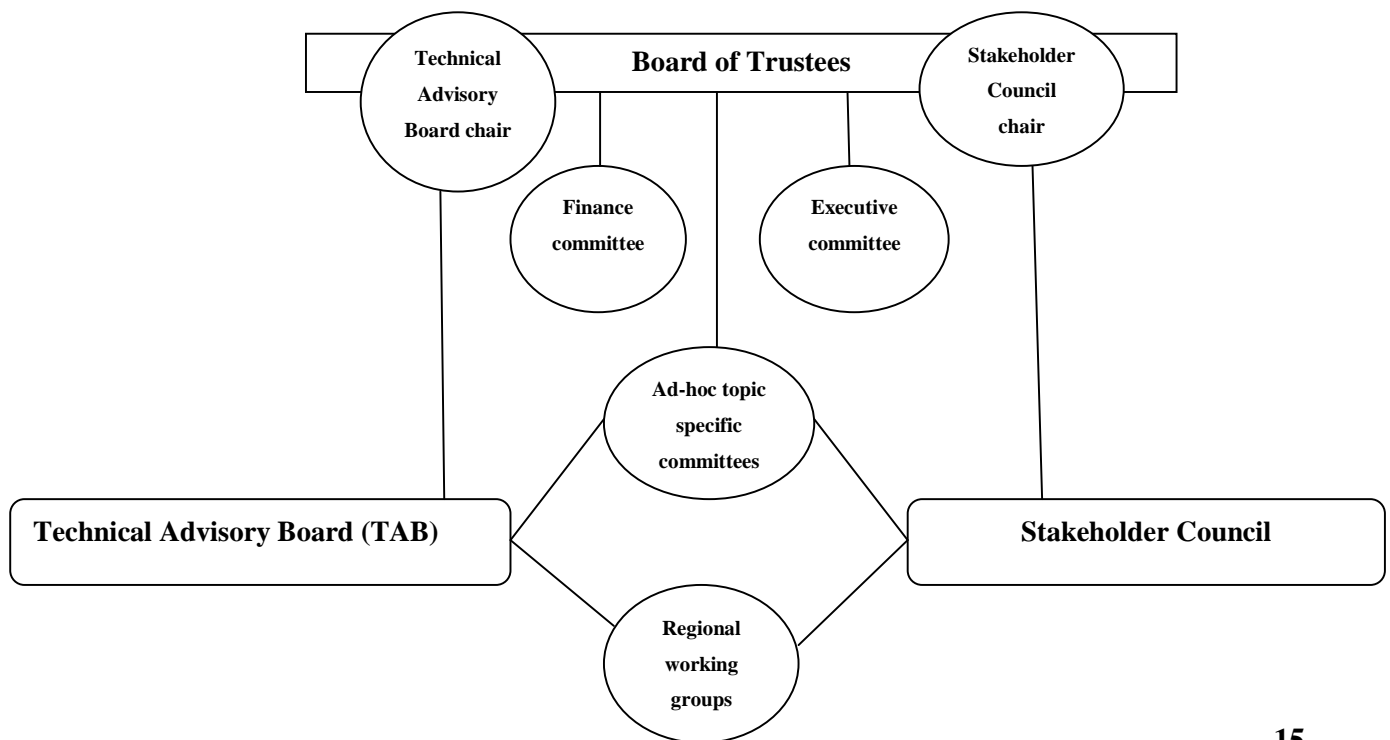 Technical
Advisory
Board chair
Board of Trustees
Stakeholder
Council
chair
Finance
committee
Executive
committee
Ad-hoc topic
specific
committees
Technical Advisory Board (TAB)
Stakeholder Council
Regional
working
groups
15